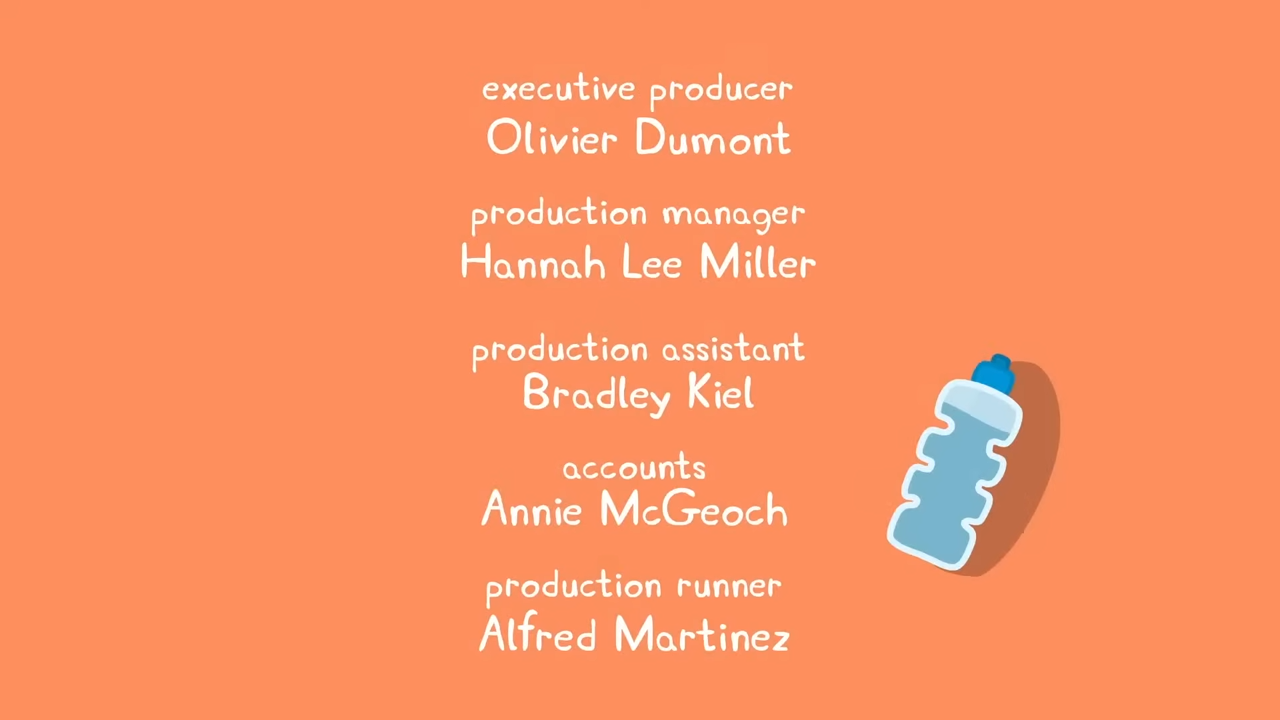 executive producer
Olivier Dumont
production manager
Hannah Lee Miller
production assistant
Bradley Kiel
accounts
Annie McGeoch
production runner
Alfred Martinez